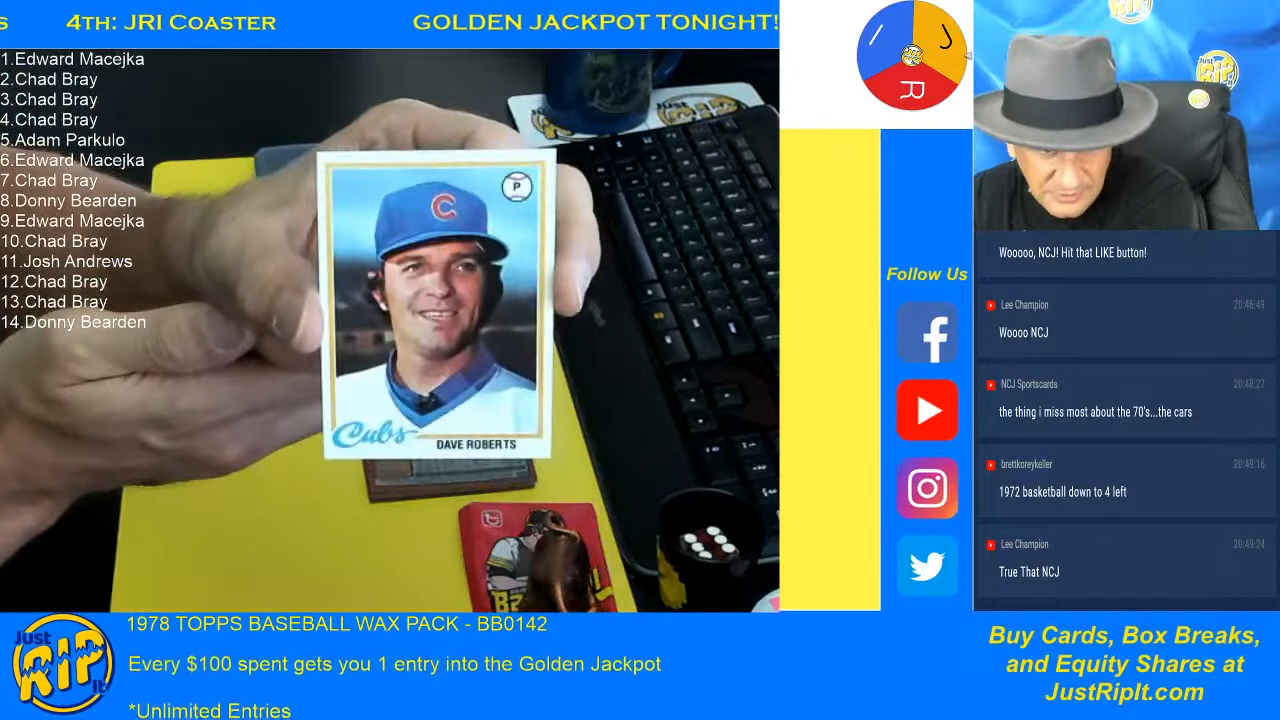 s 4th: JRI Coaster GOLDEN JACKPOT TONIGHT!
1.Edward Macejka
2.Chad Bray
3.Chad Bray
4.Chad Bray
5.Adam Parkulo
6.Edward Macejka
7.Chad Bray
8.Donny Bearden
9.Edward Macejka
10.Chad Bray
11.Josh Andrews
12.Chad Bray
13.Chad Bray
14.Donny Bearden
P
C
Cubs
DAVE ROBERTS
J
R
I
Follow Us
Wooooo, NCJ! Hit that LIKE button!
Lee Champion 20:46:49
Woooo NCJ
NCJ Sportscards 20:48:27
the thing i miss most about the 70's...the cars
brettkoreykeller 20:49:16
1972 basketball down to 4 left
Lee Champion 20:49:24
True That NCJ
Just
RIP
It
1978 TOPPS BASEBALL WAX PACK - BB0142
Every $100 spent gets you 1 entry into the Golden Jackpot
*Unlimited Entries
Buy Cards, Box Breaks,
and Equity Shares at
JustRipIt.com